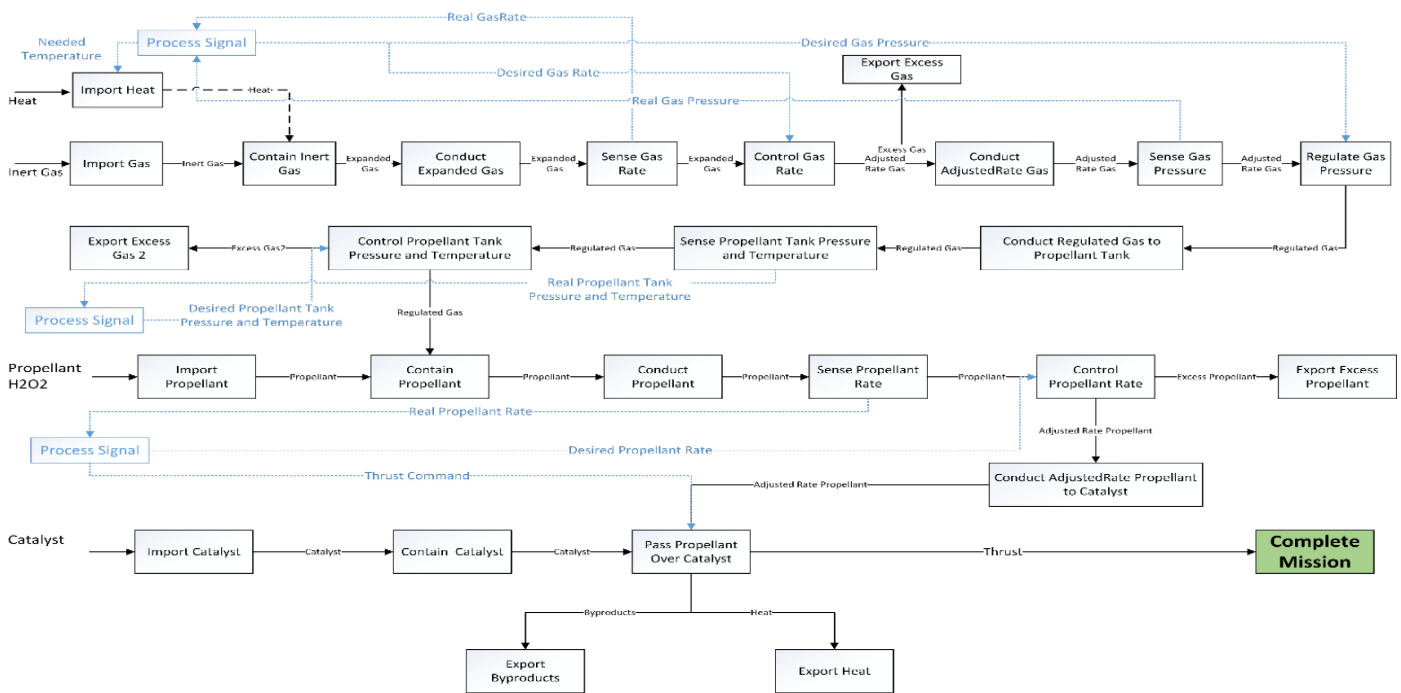 Real GasRate
Needed
Temperature
Process Signal
Desired Gas Pressure
Export Excess
Gas
Desired Gas Rate
Import Heat
Heat
Heat
Real Gas Pressure
Import Gas
Inert Gas
Contain Inert
Gas
Expanded
Gas
Conduct
Expanded Gas
Expanded
Gas
Sense Gas
Rate
Expanded
Gas
Control Gas
Rate
Excess Gas
Adjusted
Rate Gas
Conduct
AdjustedRate Gas
Adjusted
Rate Gas
Sense Gas
Pressure
Adjusted
Rate Gas
Regulate Gas
Pressure
Inert Gas
Export Excess
Gas 2
Excess Gas2
Control Propellant Tank
Pressure and Temperature
Regulated Gas
Sense Propellant Tank Pressure
and Temperature
Regulated Gas
Conduct Regulated Gas to
Propellant Tank
Regulated Gas
Real Propellant Tank
Pressure and Temperature
Desired Propellant Tank
Pressure and Temperature
Process Signal
Regulated Gas
Propellant
H2O2
Import
Propellant
Propellant
Contain
Propellant
Propellant
Conduct
Propellant
Propellant
Sense Propellant
Rate
Propellant
Control
Propellant Rate
Excess Propellant
Export Excess
Propellant
Real Propellant Rate
Adjusted Rate Propellant
Process Signal
Desired Propellant Rate
Thrust Command
Adjusted Rate Propellant
Conduct AdjustedRate Propellant
to Catalyst
Catalyst
Import Catalyst
Catalyst
Contain Catalyst
Catalyst
Pass Propellant
Over Catalyst
Thrust
Complete
Mission
Byproducts
Heat
Export
Byproducts
Export Heat